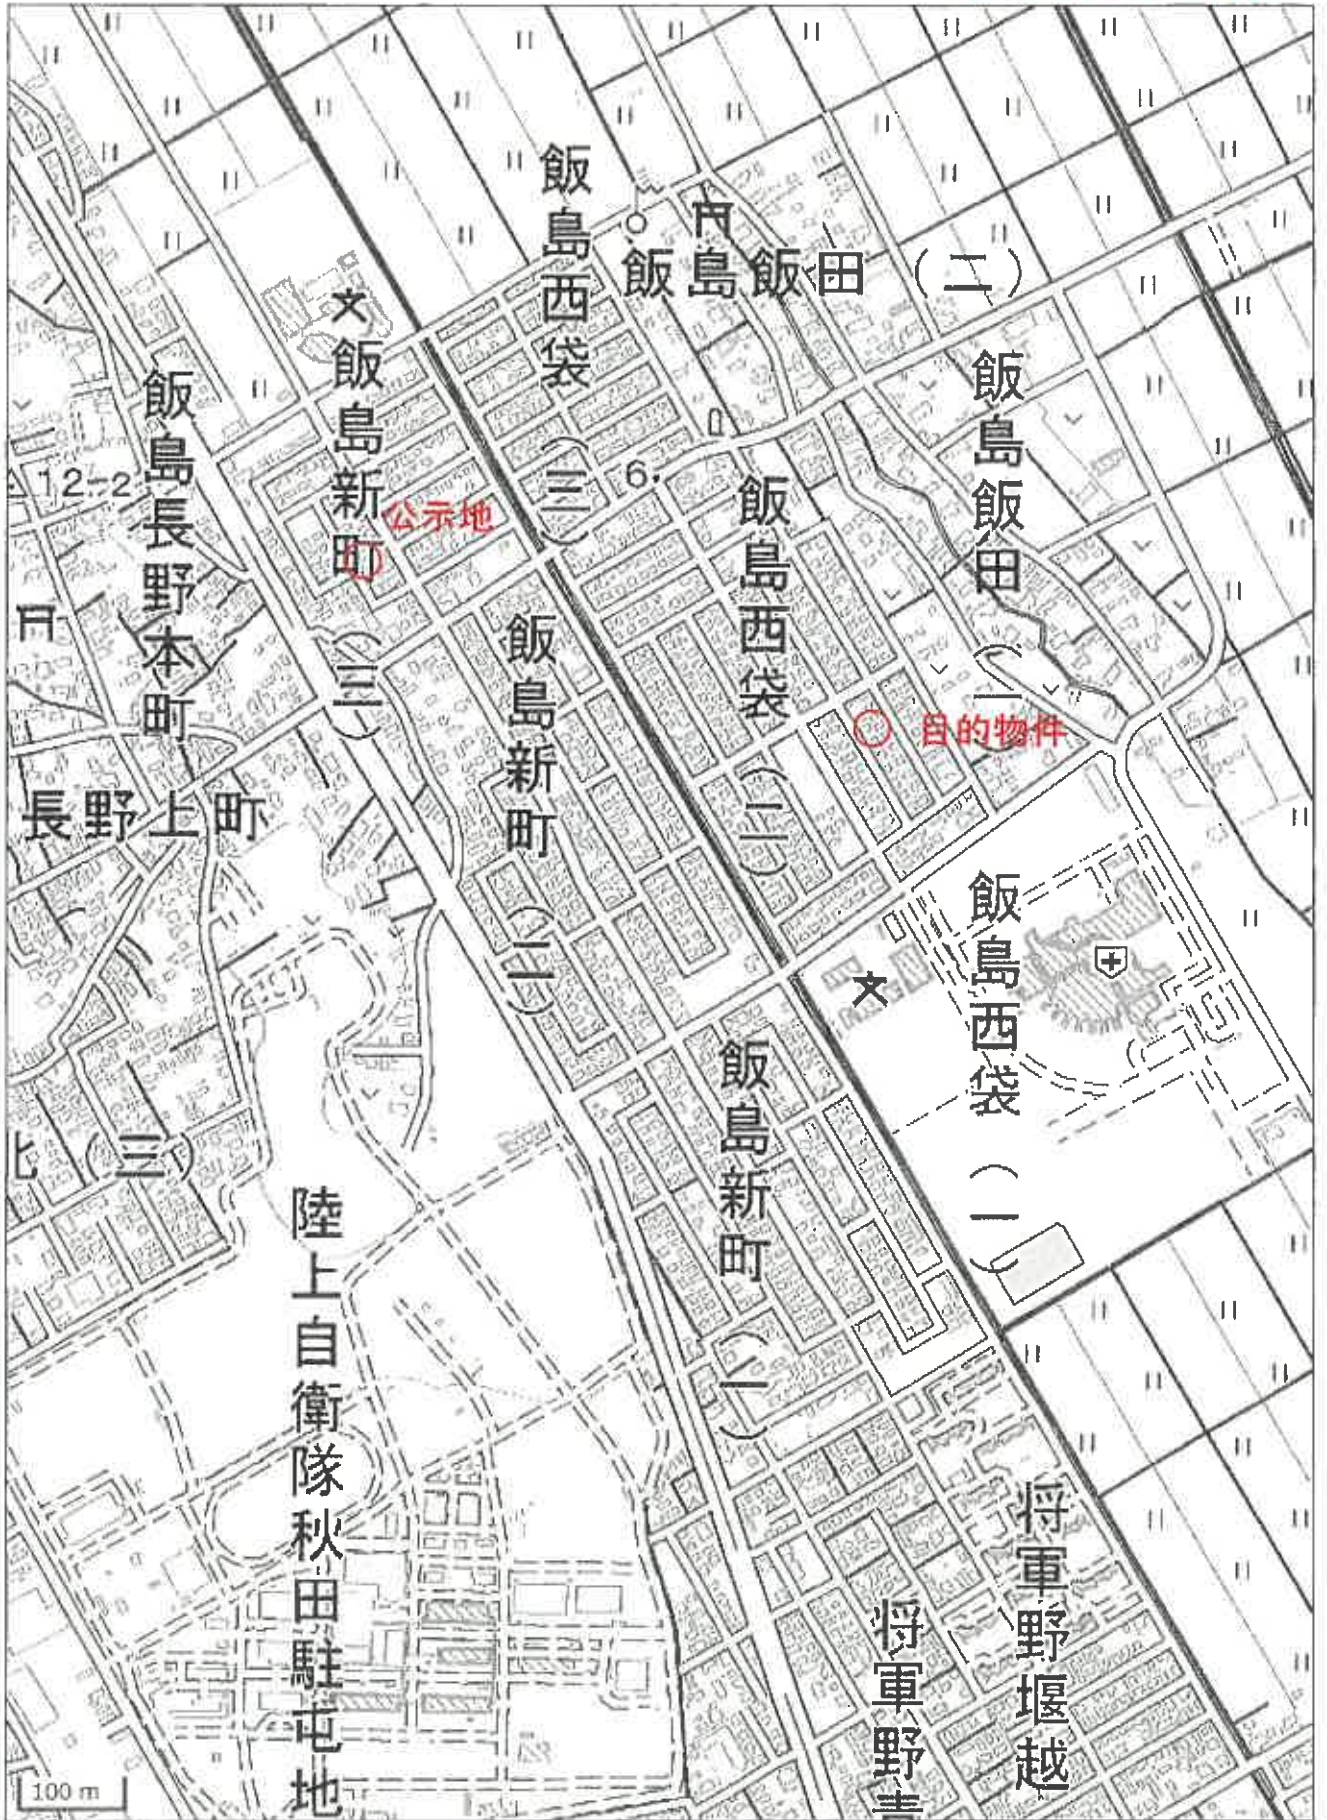 飯島西袋(三)
飯島飯田(二)
飯島新町(三)
飯島長野本町
12.2
公示地
6.
飯島西袋(二)
飯島飯田(一)
目的物件
飯島新町(二)
長野上町
飯島西袋(一)
飯島新町(一)
北(三)
陸上自衛隊秋田駐屯地
将軍野堰越
将軍野青
100 m